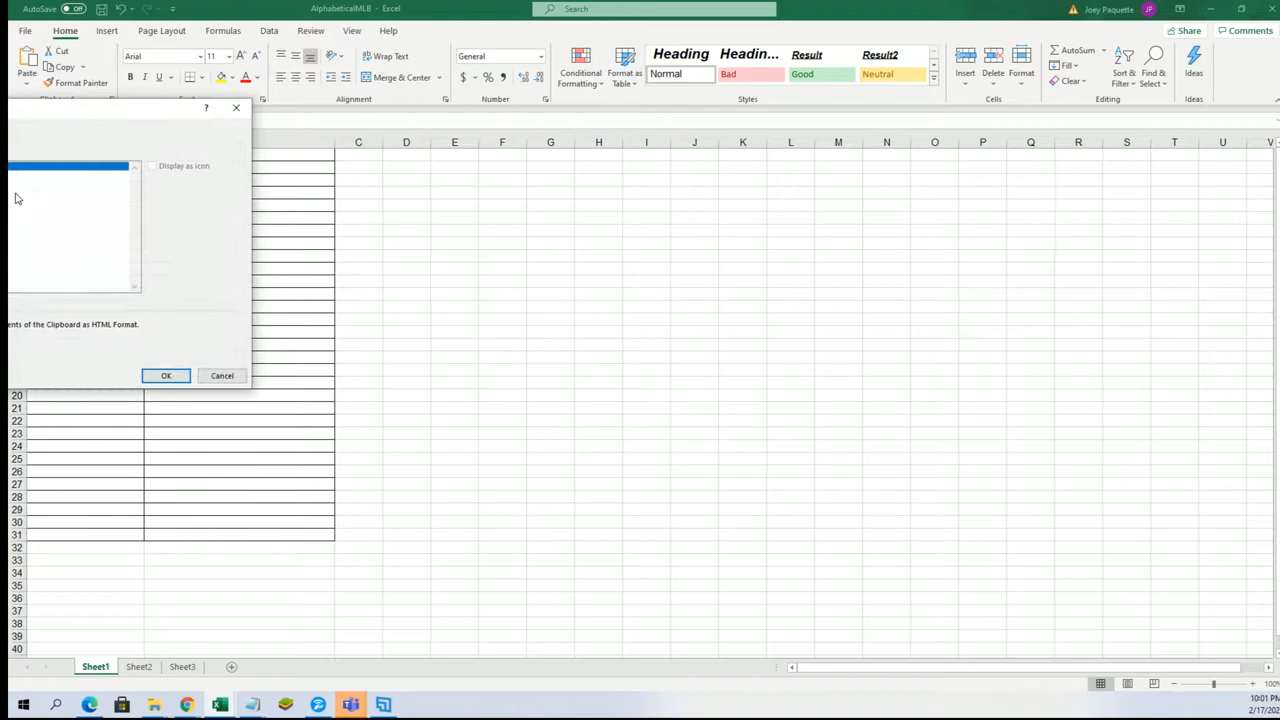 AutoSave Off AlphabeticalMLB - Excel Search Joey Paquette JP
File Home Insert Page Layout Formulas Data Review View Help Share Comments
Paste Cut Copy Format Painter
Arial 11 A A
B I U A
Wrap Text
Merge & Center
General
$ % 9
Conditional Formatting Format as Table
Heading Headin... Result Result2
Normal Bad Good Neutral
Insert Delete Format
AutoSum Fill Clear Sort & Filter Find & Select
Ideas
Alignment Number Styles Cells Editing Ideas
? ×
C D E F G H I J K L M N O P Q R S T U V
Display as icon
ents of the Clipboard as HTML Format.
OK Cancel
20
21
22
23
24
25
26
27
28
29
30
31
32
33
34
35
36
37
38
39
40
Sheet1 Sheet2 Sheet3
100%
10:01 PM
2/17/202